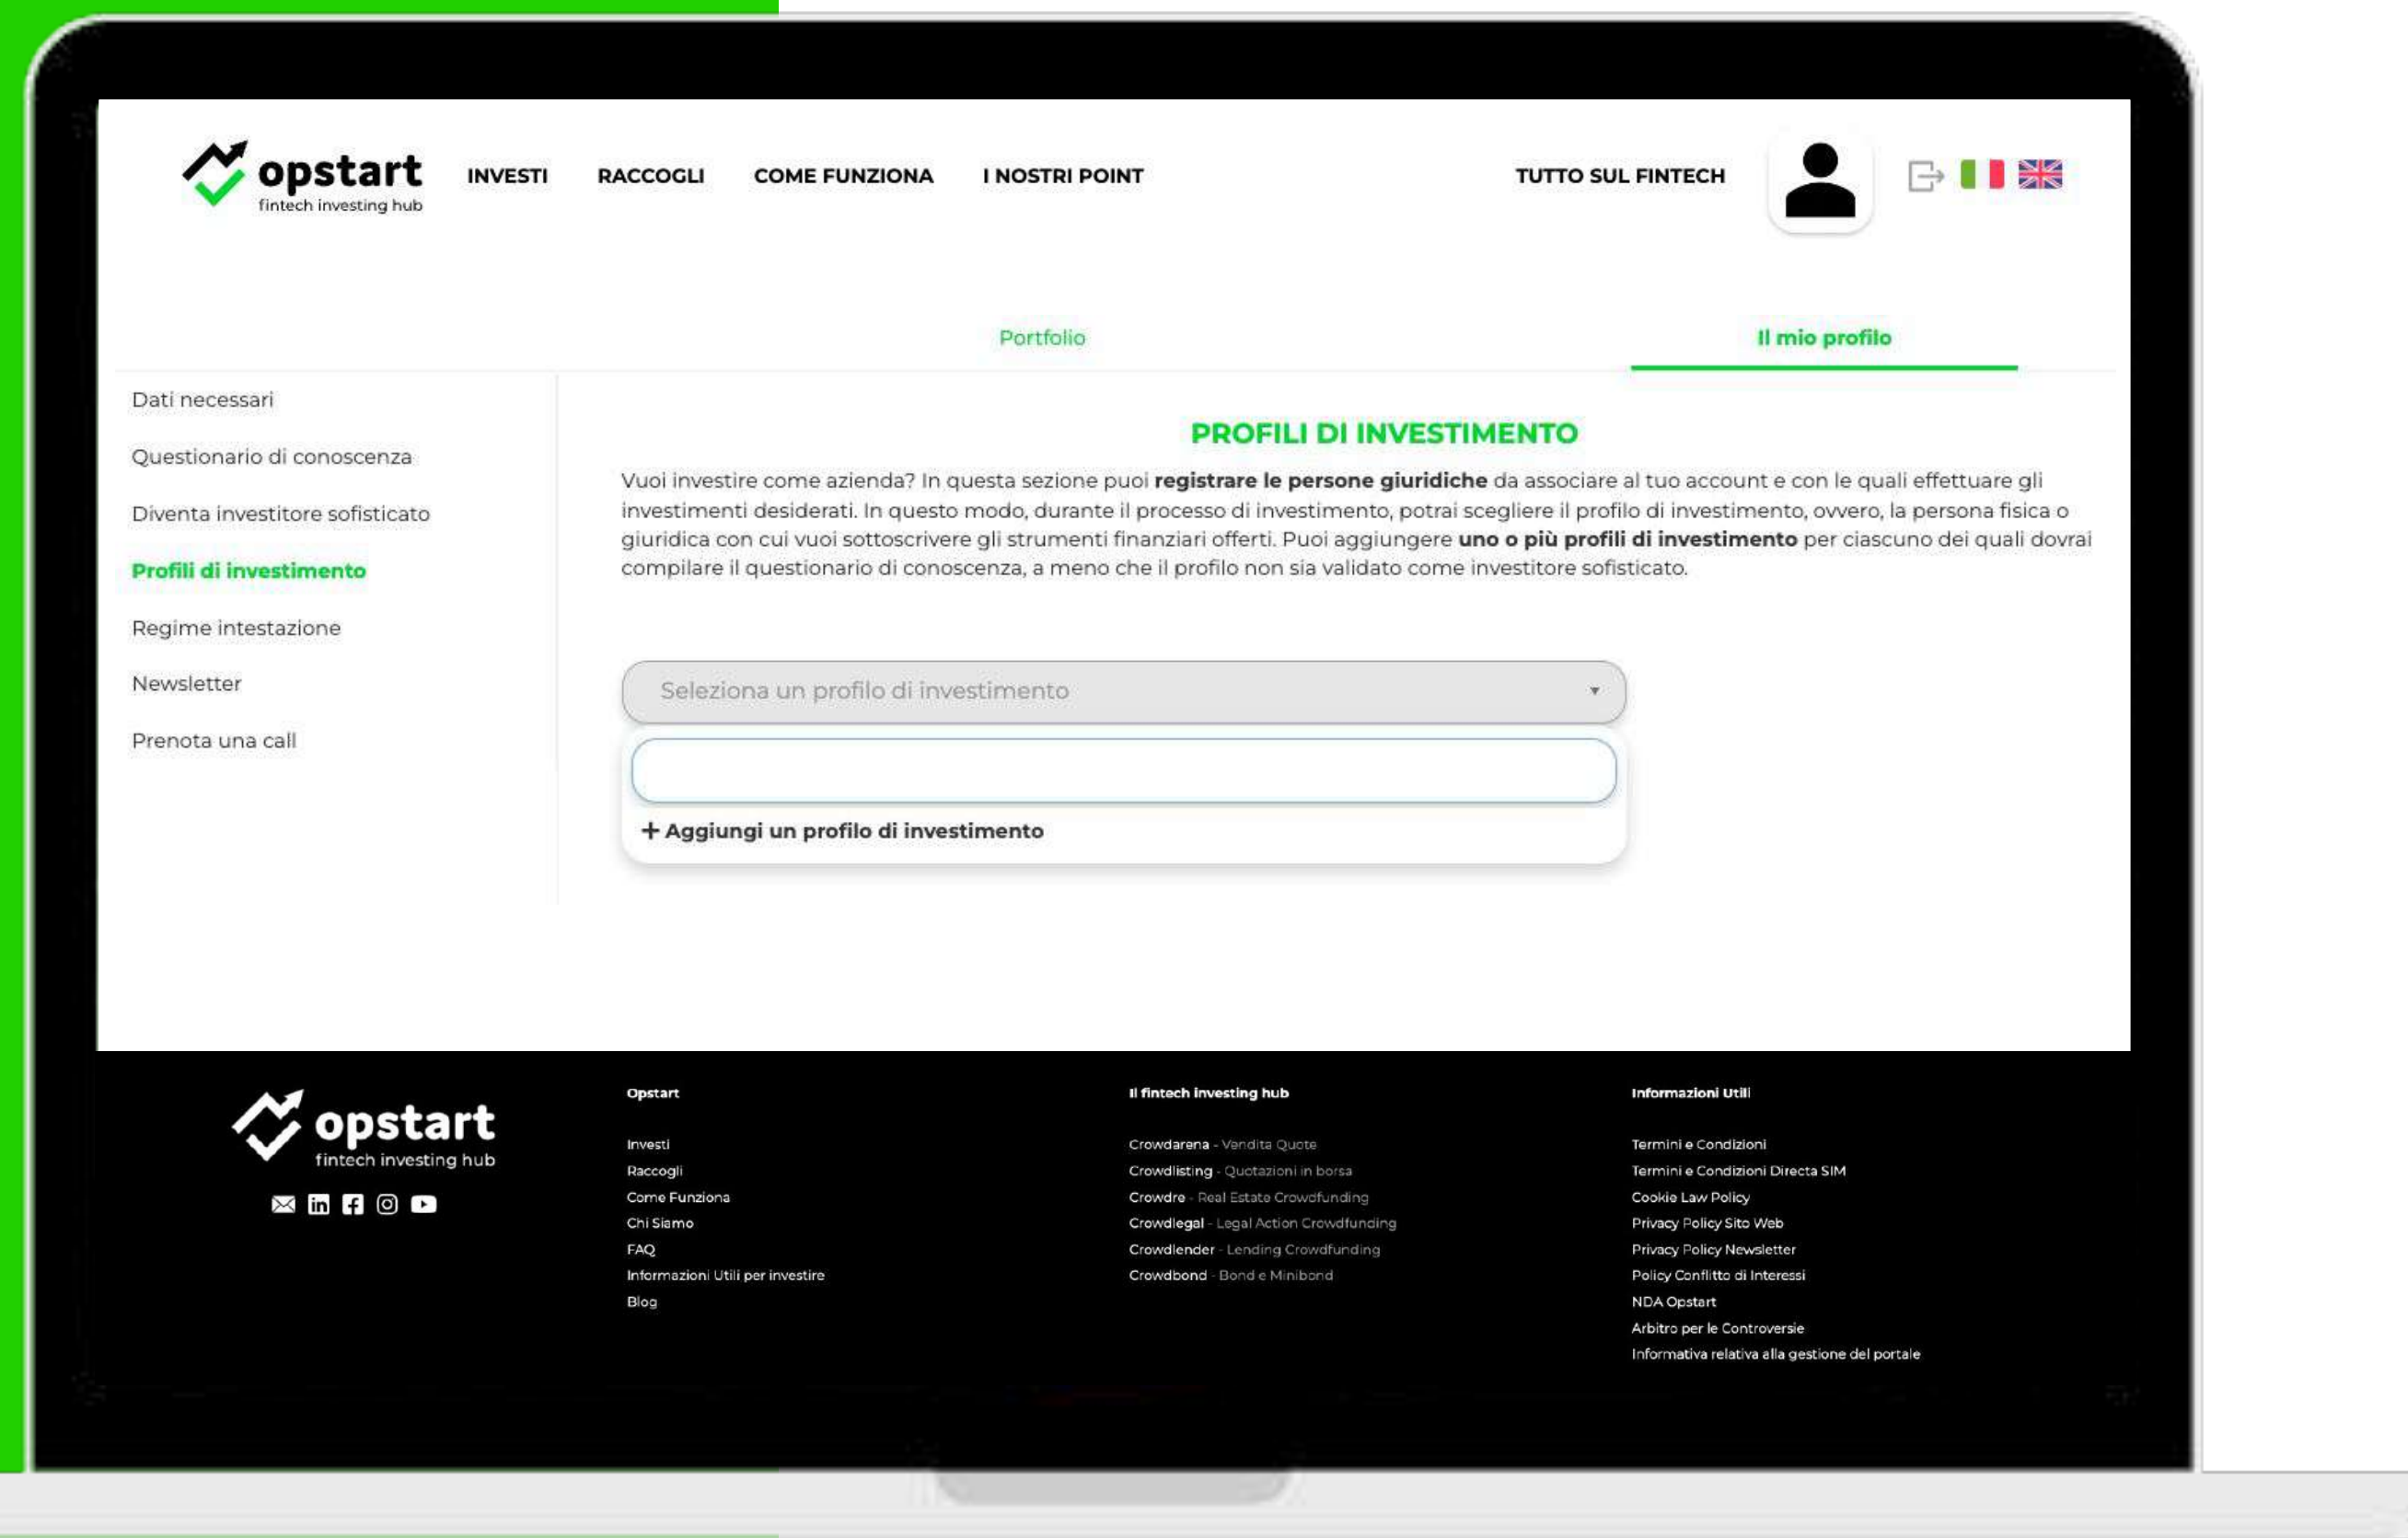 opstart
fintech investing hub
INVESTI
RACCOGLI
COME FUNZIONA
I NOSTRI POINT
TUTTO SUL FINTECH
Portfolio
Il mio profilo
Dati necessari
Questionario di conoscenza
Diventa investitore sofisticato
Profili di investimento
Regime intestazione
Newsletter
Prenota una call
PROFILI DI INVESTIMENTO
Vuoi investire come azienda? In questa sezione puoi registrare le persone giuridiche da associare al tuo account e con le quali effettuare gli
investimenti desiderati. In questo modo, durante il processo di investimento, potrai scegliere il profilo di investimento, ovvero, la persona fisica o
giuridica con cui vuoi sottoscrivere gli strumenti finanziari offerti. Puoi aggiungere uno o più profili di investimento per ciascuno dei quali dovrai
compilare il questionario di conoscenza, a meno che il profilo non sia validato come investitore sofisticato.
Seleziona un profilo di investimento
+ Aggiungi un profilo di investimento
opstart
fintech investing hub
Opstart
Investi
Raccogli
Come Funziona
Chi Siamo
FAQ
Informazioni Utili per investire
Blog
Il fintech investing hub
Crowdarena - Vendita Quote
Crowdlisting - Quotazioni in borsa
Crowdre - Real Estate Crowdfunding
Crowdlegal - Legal Action Crowdfunding
Crowdlender - Lending Crowdfunding
Crowdbond - Bond e Minibond
Informazioni Utili
Termini e Condizioni
Termini e Condizioni Directa SIM
Cookie Law Policy
Privacy Policy Sito Web
Privacy Policy Newsletter
Policy Conflitto di Interessi
NDA Opstart
Arbitro per le Controversie
Informativa relativa alla gestione del portale